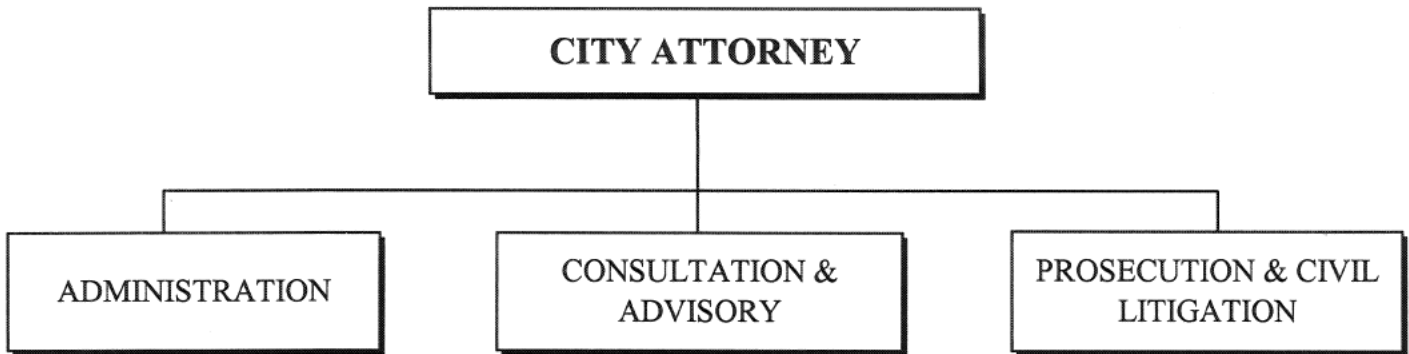 CITY ATTORNEY
ADMINISTRATION
CONSULTATION &
ADVISORY
PROSECUTION & CIVIL
LITIGATION